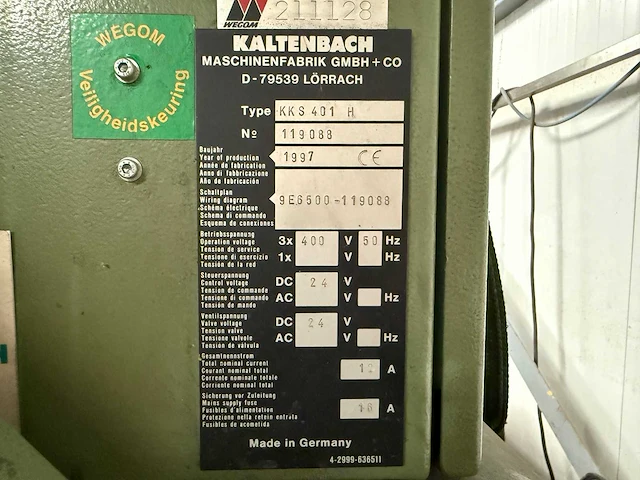 WEGOM
Veiligheidskeuring
WEGOM 211128
KALTENBACH
MASCHINENFABRIK GMBH + CO
D-79539 LÖRRACH
Type KKS 401 H
Nº 119088
Baujahr
Year of production
Année de fabrication
Anno di fabbricazione
Año de fabricación
1997 CE
Schaltplan
Wiring diagram
Schéma électrique
Schema di commando
Esquema de conexiones
9E6500-119088
Betriebsspannung
Operation voltage
Tension de service
Tensione di esercizio
Tensión de la red
3x 400 V 50 Hz
1x V Hz
Steuerspannung
Control voltage
Tension de commande
Tensione di commando
Tensión de mando
DC 24 V
AC V Hz
Ventilspannung
Valve voltage
Tension valve
Tensione valvole
Tensión de válvula
DC 24 V
AC V Hz
Gesamtnennstrom
Total nominal current
Courant nominal total
Corrente nominale totale
Corriente nominal total
A
Sicherung vor Zuleitung
Mains supply fuse
Fusibles d'alimentation
Protezione nella retein entrata
Fusibles de acometida
16 A
Made in Germany
4-2999-636511